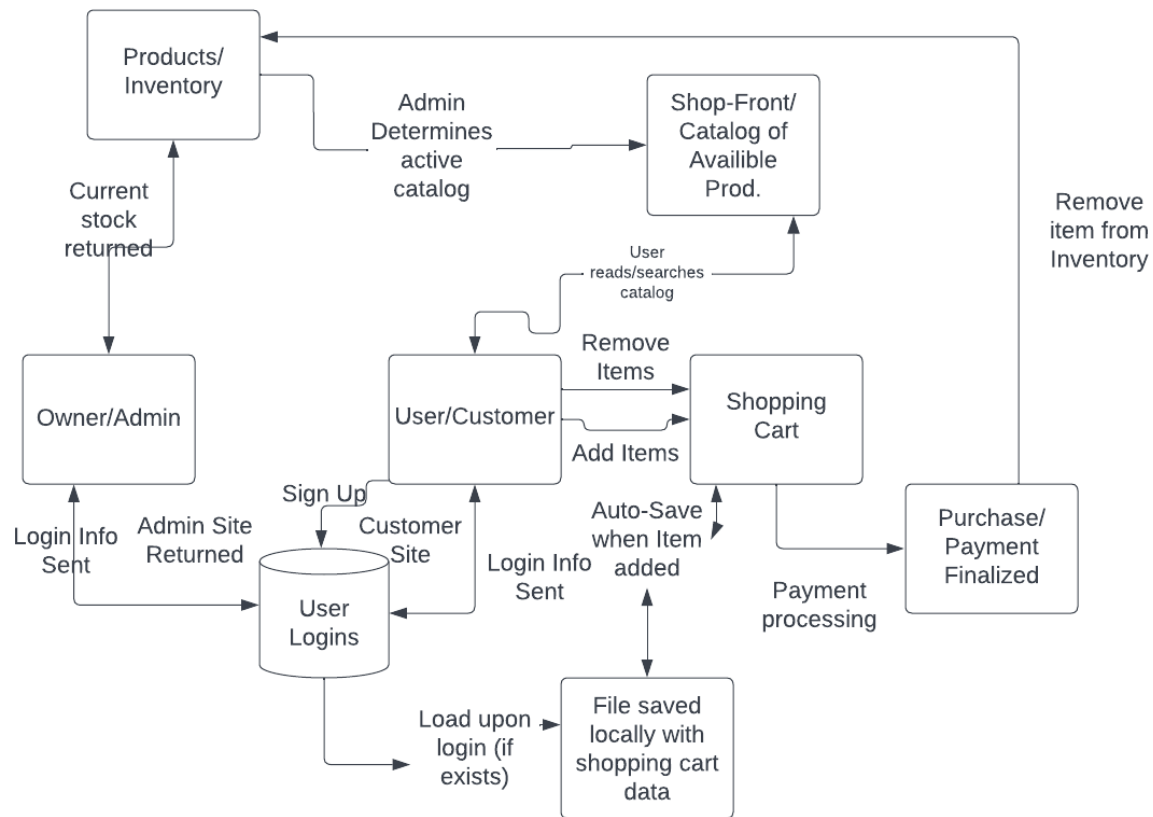 Products/
Inventory
Admin
Determines
active
catalog
Shop-Front/
Catalog of
Availible
Prod.
Current
stock
returned
Remove
item from
Inventory
User
reads/searches
catalog
Remove
Items
Owner/Admin
User/Customer
Shopping
Cart
Add Items
Sign Up
Login Info
Sent
Admin Site
Returned
Customer
Site
Login Info
Sent
Auto-Save
when Item
added
Purchase/
Payment
Finalized
User
Logins
Payment
processing
Load upon
login (if
exists)
File saved
locally with
shopping cart
data